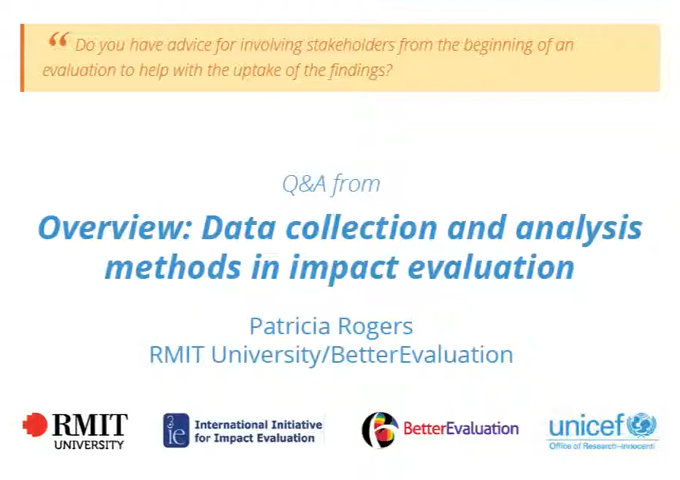 “ Do you have advice for involving stakeholders from the beginning of an
evaluation to help with the uptake of the findings?
Q&A from
Overview: Data collection and analysis
methods in impact evaluation
Patricia Rogers
RMIT University/BetterEvaluation
RMIT
UNIVERSITY
3ie
International Initiative
for Impact Evaluation
BetterEvaluation
unicef
Office of Research–Innocenti